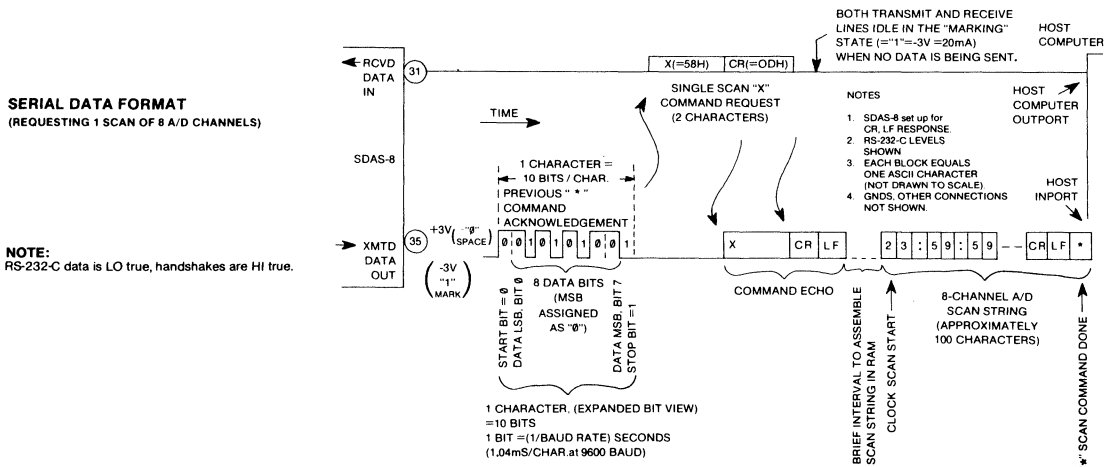 BOTH TRANSMIT AND RECEIVE
LINES IDLE IN THE "MARKING"
STATE (="1"=-3V =20mA)
WHEN NO DATA IS BEING SENT.
HOST
COMPUTER
RCVD
DATA
IN
31
X(=58H) CR(=ODH)
SERIAL DATA FORMAT
(REQUESTING 1 SCAN OF 8 A/D CHANNELS)
TIME
SINGLE SCAN "X"
COMMAND REQUEST
(2 CHARACTERS)
NOTES
1. SDAS-8 set up for
CR, LF RESPONSE.
2. RS-232-C LEVELS
SHOWN
3. EACH BLOCK EQUALS
ONE ASCII CHARACTER
(NOT DRAWN TO SCALE).
4. GNDS, OTHER CONNECTIONS
NOT SHOWN.
HOST
COMPUTER
OUTPORT
HOST
INPORT
SDAS-8
1 CHARACTER =
10 BITS / CHAR.
PREVIOUS " * "
COMMAND
ACKNOWLEDGEMENT
NOTE:
RS-232-C data is LO true, handshakes are HI true.
XMTD
DATA
OUT
35
+3V ("Ø" SPACE)
-3V
"1"
MARK
Ø Ø 1 Ø 1 Ø 1 Ø Ø 1
X CR LF
2 3 : 5 9 : 5 9 -- CR LF *
START BIT = 0
DATA LSB, BIT 0
8 DATA BITS
(MSB
ASSIGNED
AS "Ø")
DATA MSB, BIT 7
STOP BIT =1
COMMAND ECHO
BRIEF INTERVAL TO ASSEMBLE
SCAN STRING IN RAM
CLOCK SCAN START
8-CHANNEL A/D
SCAN STRING
(APPROXIMATELY
100 CHARACTERS)
"*" SCAN COMMAND DONE
1 CHARACTER, (EXPANDED BIT VIEW)
=10 BITS
1 BIT =(1/BAUD RATE) SECONDS
(1.04mS/CHAR.at 9600 BAUD)